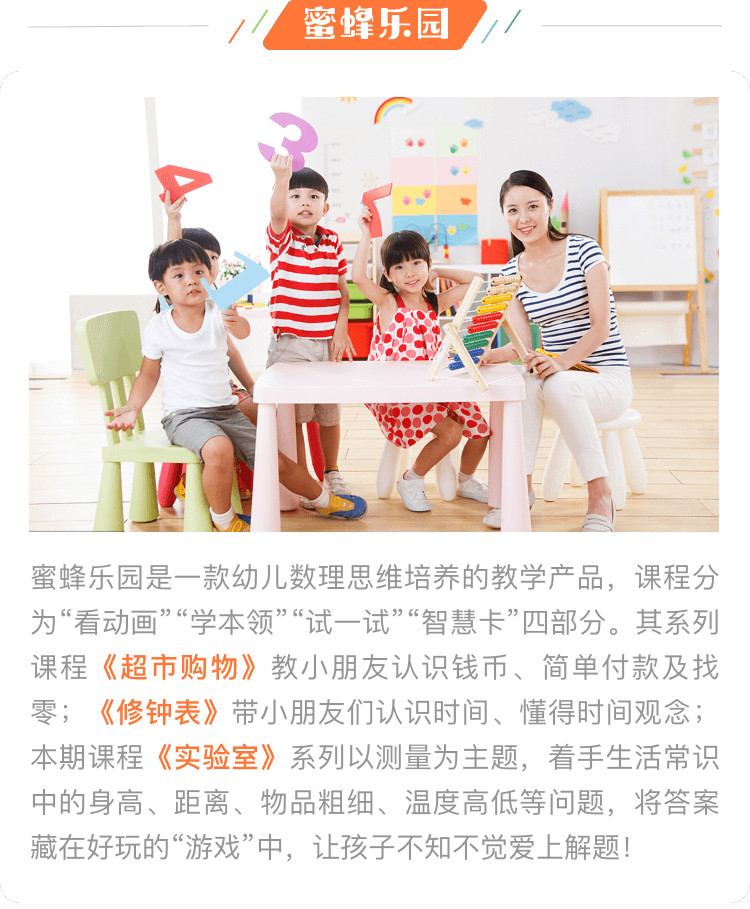 蜜蜂乐园
3
4
7
7
蜜蜂乐园是一款幼儿数理思维培养的教学产品，课程分
为“看动画”“学本领”“试一试”“智慧卡”四部分。其系列
课程《超市购物》教小朋友认识钱币、简单付款及找
零；《修钟表》带小朋友们认识时间、懂得时间观念；
本期课程《实验室》系列以测量为主题，着手生活常识
中的身高、距离、物品粗细、温度高低等问题，将答案
藏在好玩的“游戏”中，让孩子不知不觉爱上解题！